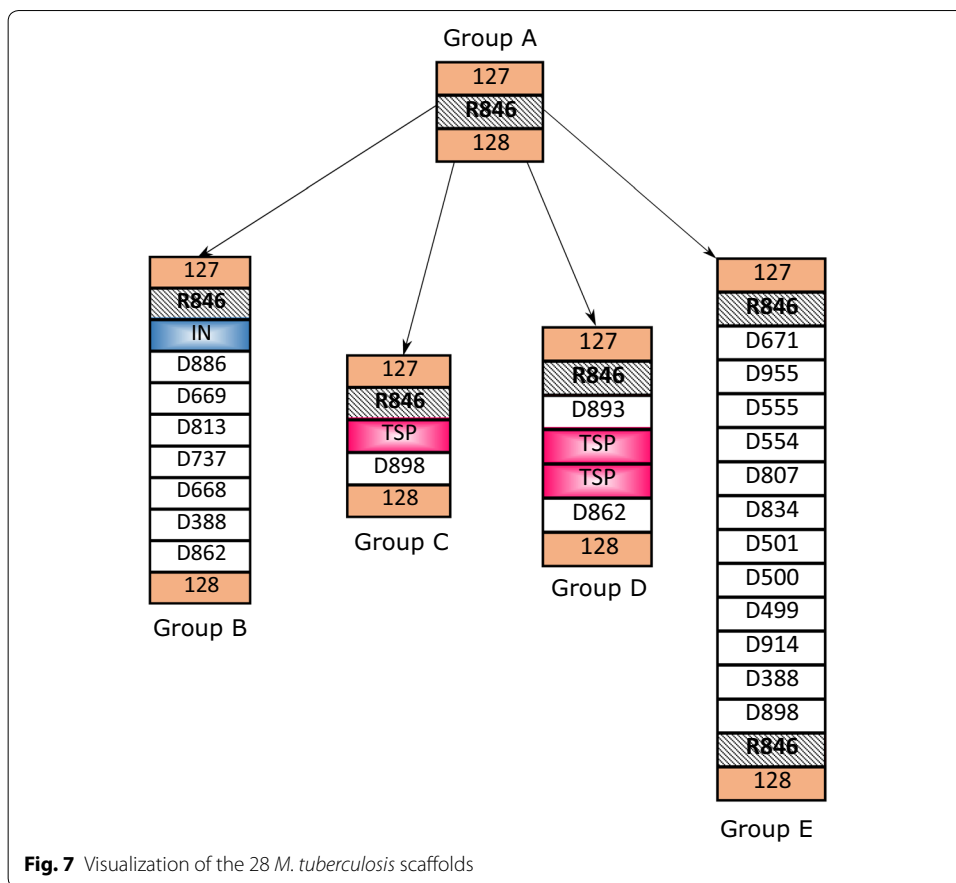 Group A
127
R846
128
127
R846
IN
D886
D669
D813
D737
D668
D388
D862
128
Group B
127
R846
TSP
D898
128
Group C
127
R846
D893
TSP
TSP
D862
128
Group D
127
R846
D671
D955
D555
D554
D807
D834
D501
D500
D499
D914
D388
D898
R846
128
Group E
Fig. 7 Visualization of the 28 M. tuberculosis scaffolds